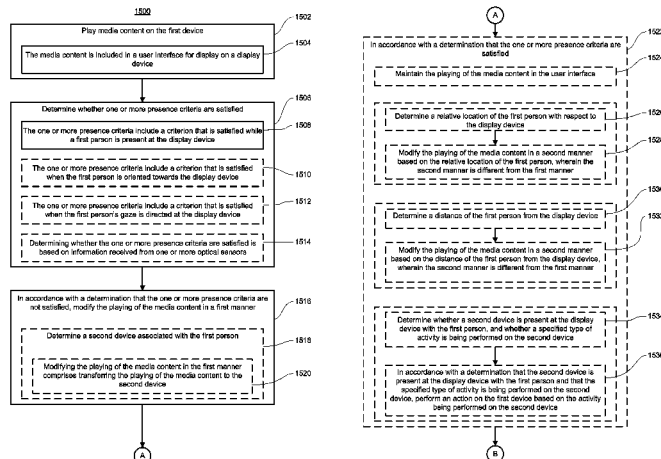 1500
Play media content on the first device
1502
The media content is included in a user interface for display on a display
device
1504
Determine whether one or more presence criteria are satisfied
1506
The one or more presence criteria include a criterion that is satisfied while
a first person is present at the display device
1508
The one or more presence criteria include a criterion that is satisfied
when the first person is oriented towards the display device
1510
The one or more presence criteria include a criterion that is satisfied
when the first person's gaze is directed at the display device
1512
Determining whether the one or more presence criteria are satisfied is
based on information received from one or more optical sensors
1514
In accordance with a determination that the one or more presence criteria are
not satisfied, modify the playing of the media content in a first manner
1516
Determine a second device associated with the first person
1518
Modifying the playing of the media content in the first manner
comprises transferring the playing of the media content to the
second device
1520
A
A
In accordance with a determination that the one or more presence criteria are
satisfied
1522
Maintain the playing of the media content in the user interface
1524
Determine a relative location of the first person with respect to
the display device
1526
Modify the playing of the media content in a second manner
based on the relative location of the first person, wherein the
second manner is different from the first manner
1528
Determine a distance of the first person from the display device
1530
Modify the playing of the media content in a second manner
based on the distance of the first person from the display device,
wherein the second manner is different from the first manner
1532
Determine whether a second device is present at the display
device with the first person, and whether a specified type of
activity is being performed on the second device
1534
In accordance with a determination that the second device is
present at the display device with the first person and that the
specified type of activity is being performed on the second
device, perform an action on the first device based on the activity
being performed on the second device
1536
B